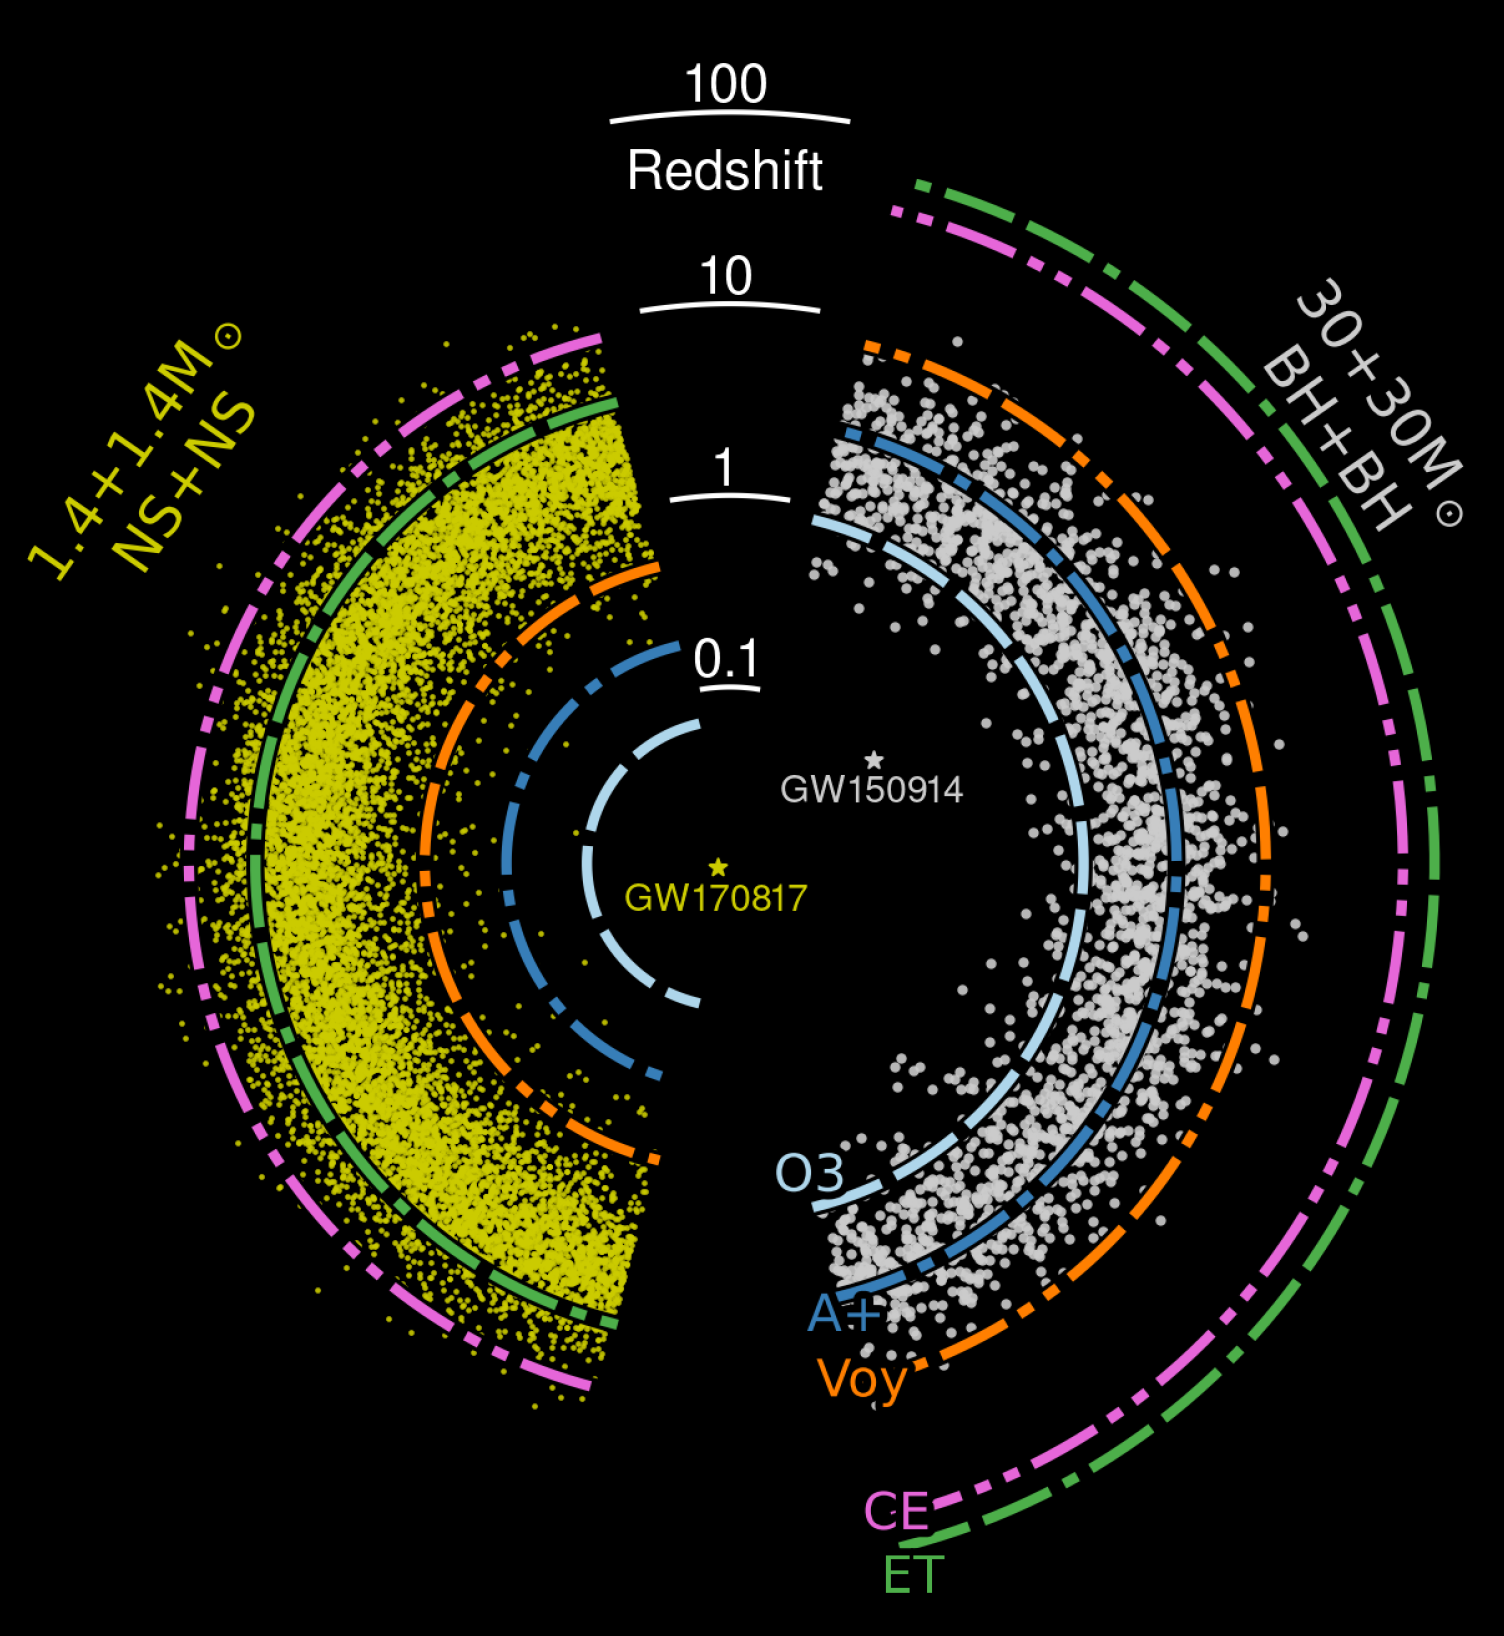 100
Redshift
10
1
0.1
1.4+1.4M☉
NS+NS
30+30M☉
BH+BH
GW150914
GW170817
O3
A+
Voy
CE
ET